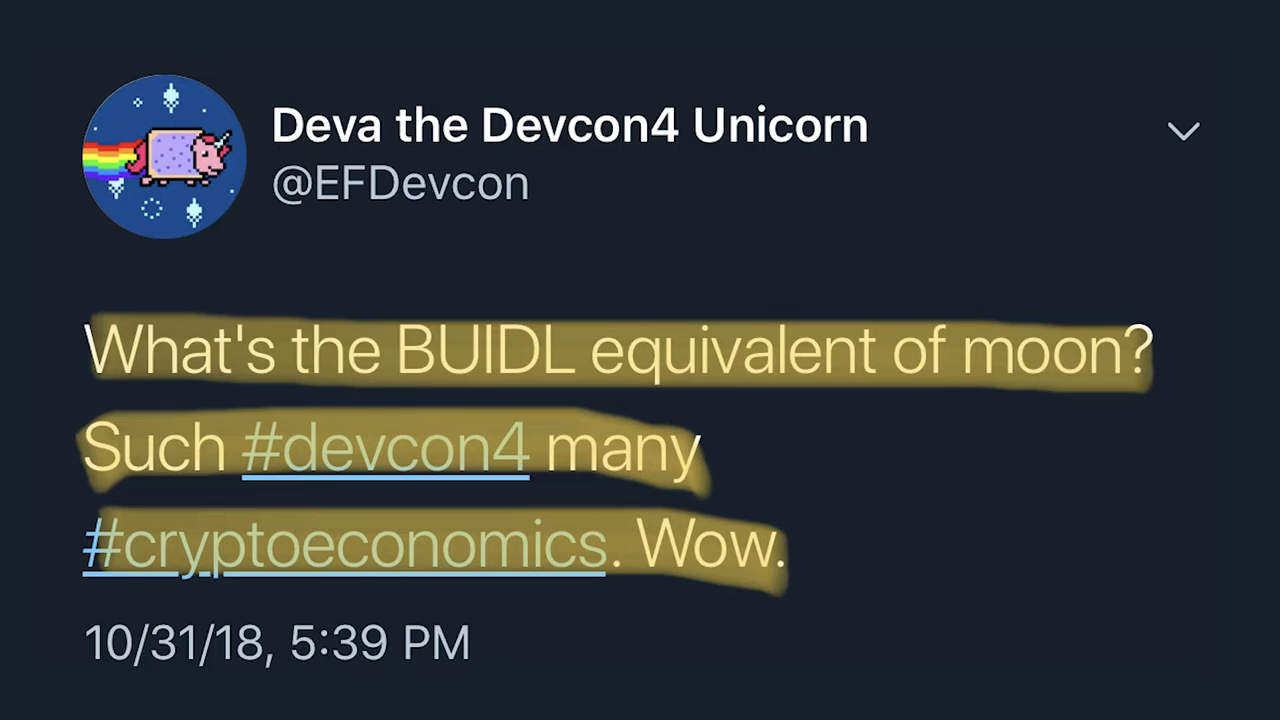 Deva the Devcon4 Unicorn
@EFDevcon
What's the BUIDL equivalent of moon?
Such #devcon4 many
#cryptoeconomics. Wow.
10/31/18, 5:39 PM